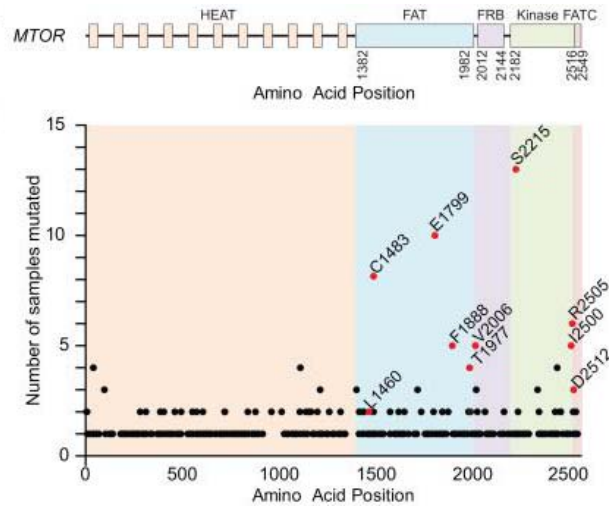 HEAT FAT FRB Kinase FATC
MTOR
1382 1982 2012 2144 2182 2516 2549
Amino Acid Position
15
10
5
0
Number of samples mutated
S2215
E1799
C1483
R2505
F1888
V2006
I2500
T1977
D2512
L1460
0 500 1000 1500 2000 2500
Amino Acid Position